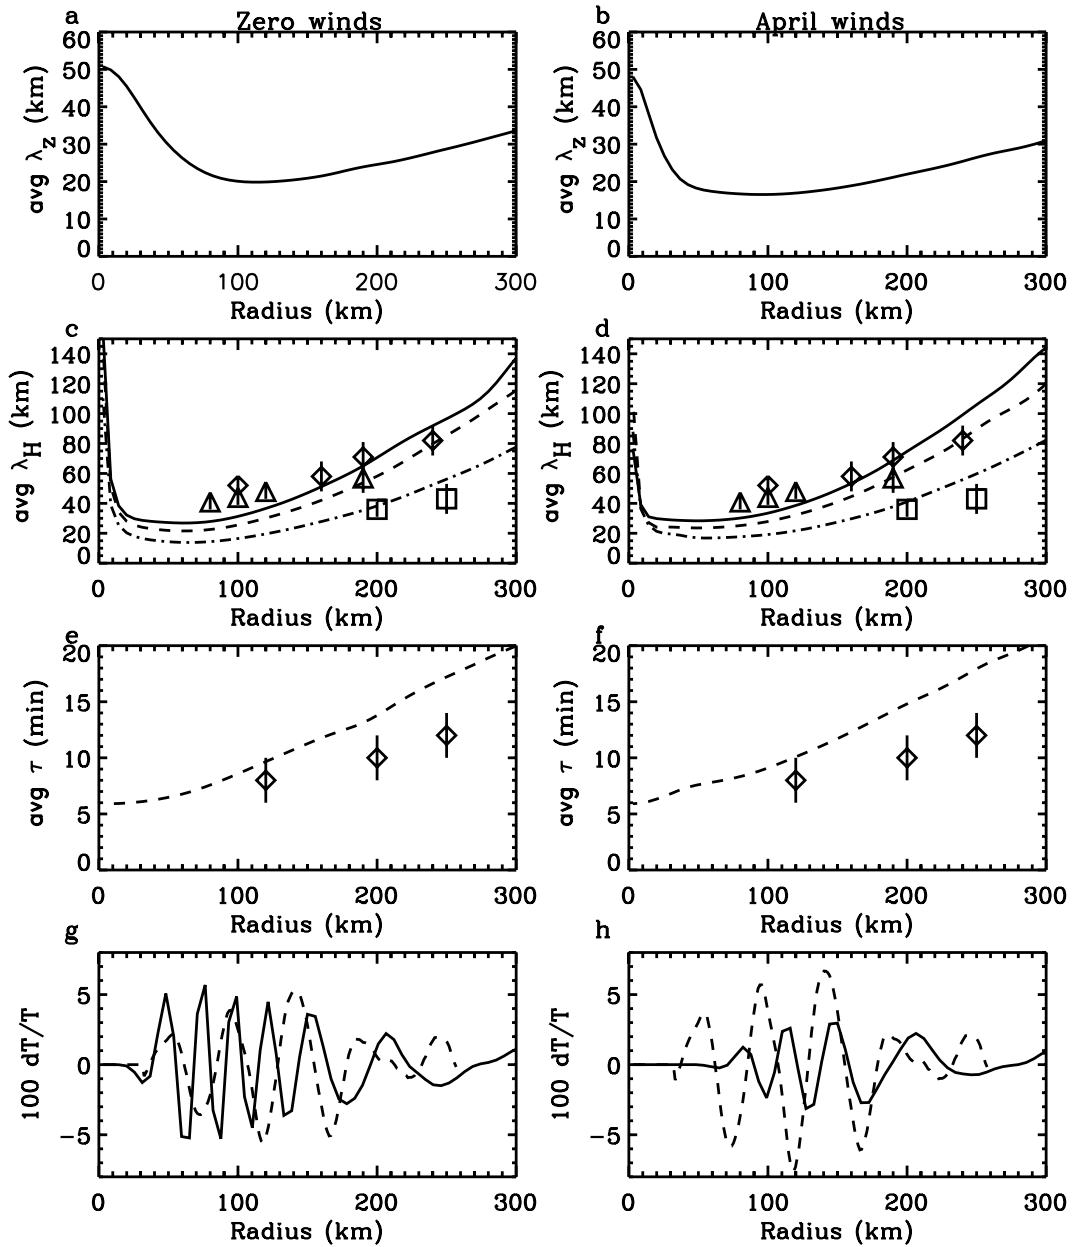 a Zero winds b April winds
60 60
50 50
40 40
30 30
20 20
10 10
0 0
avg λz (km) avg λz (km)
0 100 200 300 0 100 200 300
Radius (km) Radius (km)
c d
140 140
120 120
100 100
80 80
60 60
40 40
20 20
0 0
avg λH (km) avg λH (km)
0 100 200 300 0 100 200 300
Radius (km) Radius (km)
e f
20 20
15 15
10 10
5 5
0 0
avg τ (min) avg τ (min)
0 100 200 300 0 100 200 300
Radius (km) Radius (km)
g h
5 5
0 0
−5 −5
100 dT/T 100 dT/T
0 100 200 300 0 100 200 300
Radius (km) Radius (km)